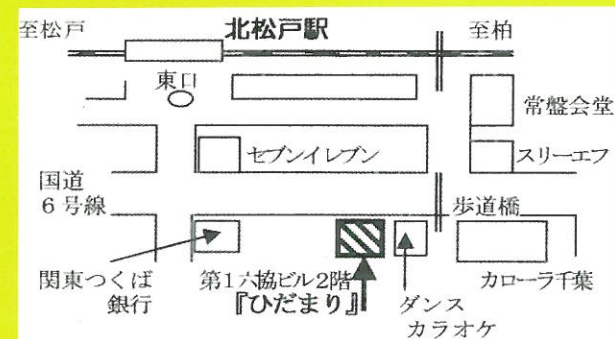 至松戸 北松戸駅 至柏
東口
常盤会堂
セブンイレブン スリーエフ
国道
6号線
歩道橋
関東つくば
銀行
第1六協ビル2階
『ひだまり』
ダンス
カラオケ
カローラ千葉